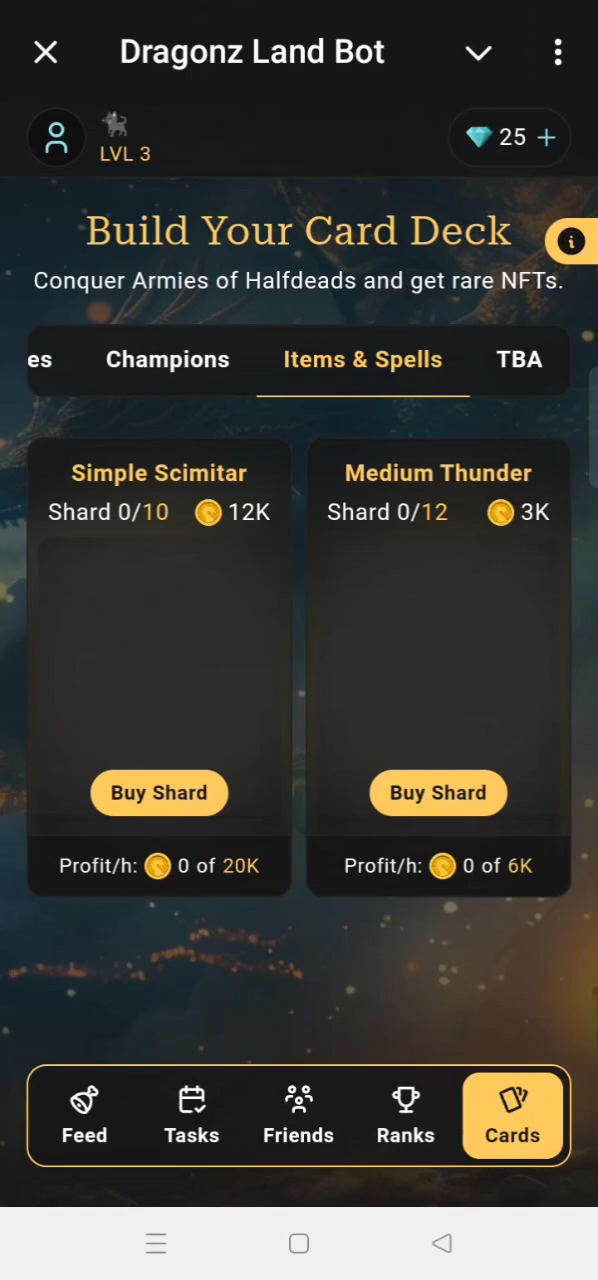 Dragonz Land Bot
LVL 3
25
Build Your Card Deck
Conquer Armies of Halfdeads and get rare NFTs.
es Champions Items & Spells TBA
Simple Scimitar
Shard 0/10 12K
Buy Shard
Profit/h: 0 of 20K
Medium Thunder
Shard 0/12 3K
Buy Shard
Profit/h: 0 of 6K
Feed Tasks Friends Ranks Cards